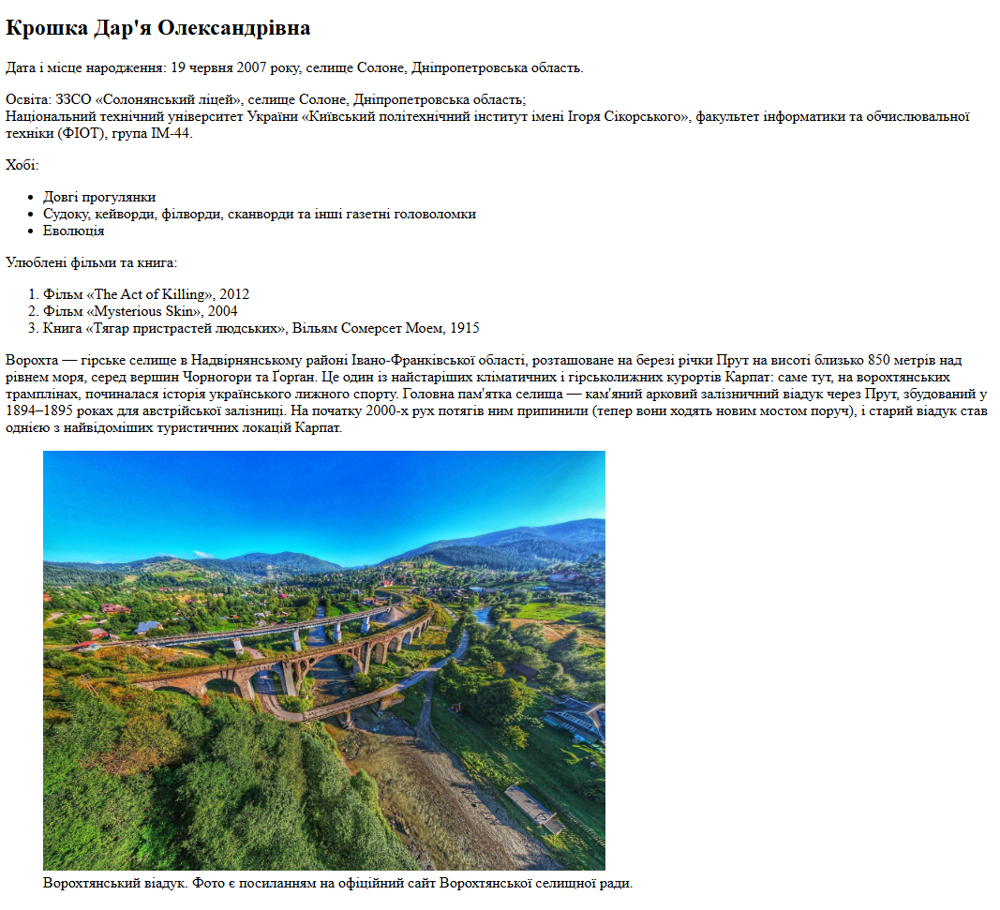 Крошка Дар'я Олександрівна
Дата і місце народження: 19 червня 2007 року, селище Солоне, Дніпропетровська область.
Освіта: ЗЗСО «Солонянський ліцей», селище Солоне, Дніпропетровська область;
Національний технічний університет України «Київський політехнічний інститут імені Ігоря Сікорського», факультет інформатики та обчислювальної
техніки (ФІОТ), група ІМ-44.
Хобі:
• Довгі прогулянки
• Судоку, кейворди, філворди, сканворди та інші газетні головоломки
• Еволюція
Улюблені фільми та книга:
1. Фільм «The Act of Killing», 2012
2. Фільм «Mysterious Skin», 2004
3. Книга «Тягар пристрастей людських», Вільям Сомерсет Моем, 1915
Ворохта — гірське селище в Надвірнянському районі Івано-Франківської області, розташоване на березі річки Прут на висоті близько 850 метрів над
рівнем моря, серед вершин Чорногори та Ґорґан. Це один із найстаріших кліматичних і гірськолижних курортів Карпат: саме тут, на ворохтянських
трамплінах, починалася історія українського лижного спорту. Головна пам'ятка селища — кам'яний арковий залізничний віадук через Прут, збудований у
1894–1895 роках для австрійської залізниці. На початку 2000-х рух потягів ним припинили (тепер вони ходять новим мостом поруч), і старий віадук став
однією з найвідоміших туристичних локацій Карпат.
Ворохтянський віадук. Фото є посиланням на офіційний сайт Ворохтянської селищної ради.